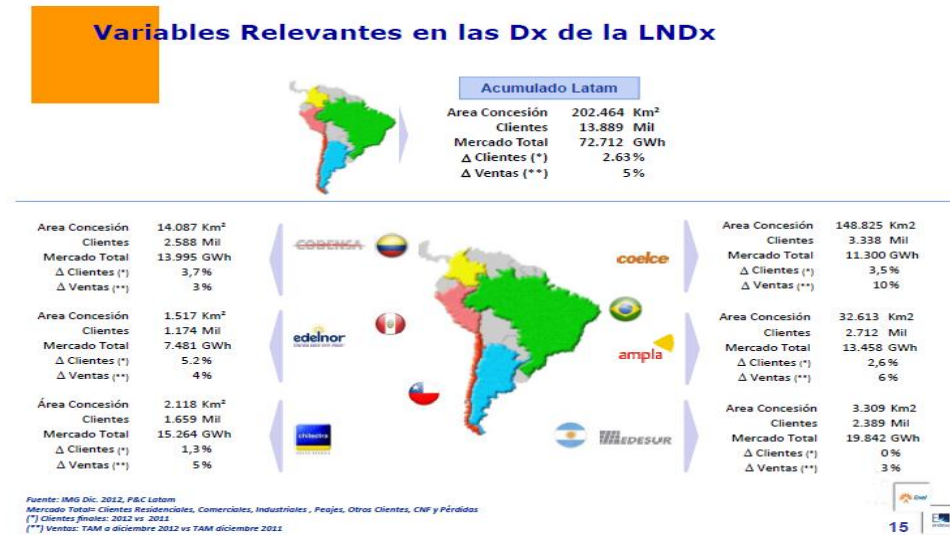 Variables Relevantes en las Dx de la LNDx
Acumulado Latam
Area Concesión 202.464 Km²
Clientes 13.889 Mil
Mercado Total 72.712 GWh
Δ Clientes (*) 2.63%
Δ Ventas (**) 5%
Area Concesión 14.087 Km²
Clientes 2.588 Mil
Mercado Total 13.995 GWh
Δ Clientes (*) 3,7%
Δ Ventas (**) 3%
CODENSA
Area Concesión 1.517 Km²
Clientes 1.174 Mil
Mercado Total 7.481 GWh
Δ Clientes (*) 5.2%
Δ Ventas (**) 4%
edelnor
Área Concesión 2.118 Km²
Clientes 1.659 Mil
Mercado Total 15.264 GWh
Δ Clientes (*) 1,3%
Δ Ventas (**) 5%
chilectra
coelce
Area Concesión 148.825 Km2
Clientes 3.338 Mil
Mercado Total 11.300 GWh
Δ Clientes (*) 3,5%
Δ Ventas (**) 10%
ampla
Area Concesión 32.613 Km2
Clientes 2.712 Mil
Mercado Total 13.458 GWh
Δ Clientes (*) 2,6%
Δ Ventas (**) 6%
EDESUR
Area Concesión 3.309 Km2
Clientes 2.389 Mil
Mercado Total 19.842 GWh
Δ Clientes (*) 0%
Δ Ventas (**) 3%
Fuente: IMG Dic. 2012, P&C Latam
Mercado Total= Clientes Residenciales, Comerciales, Industriales , Peajes, Otros Clientes, CNF y Pérdidas
(*) Clientes finales: 2012 vs 2011
(**) Ventas: TAM a diciembre 2012 vs TAM diciembre 2011
Enel
15